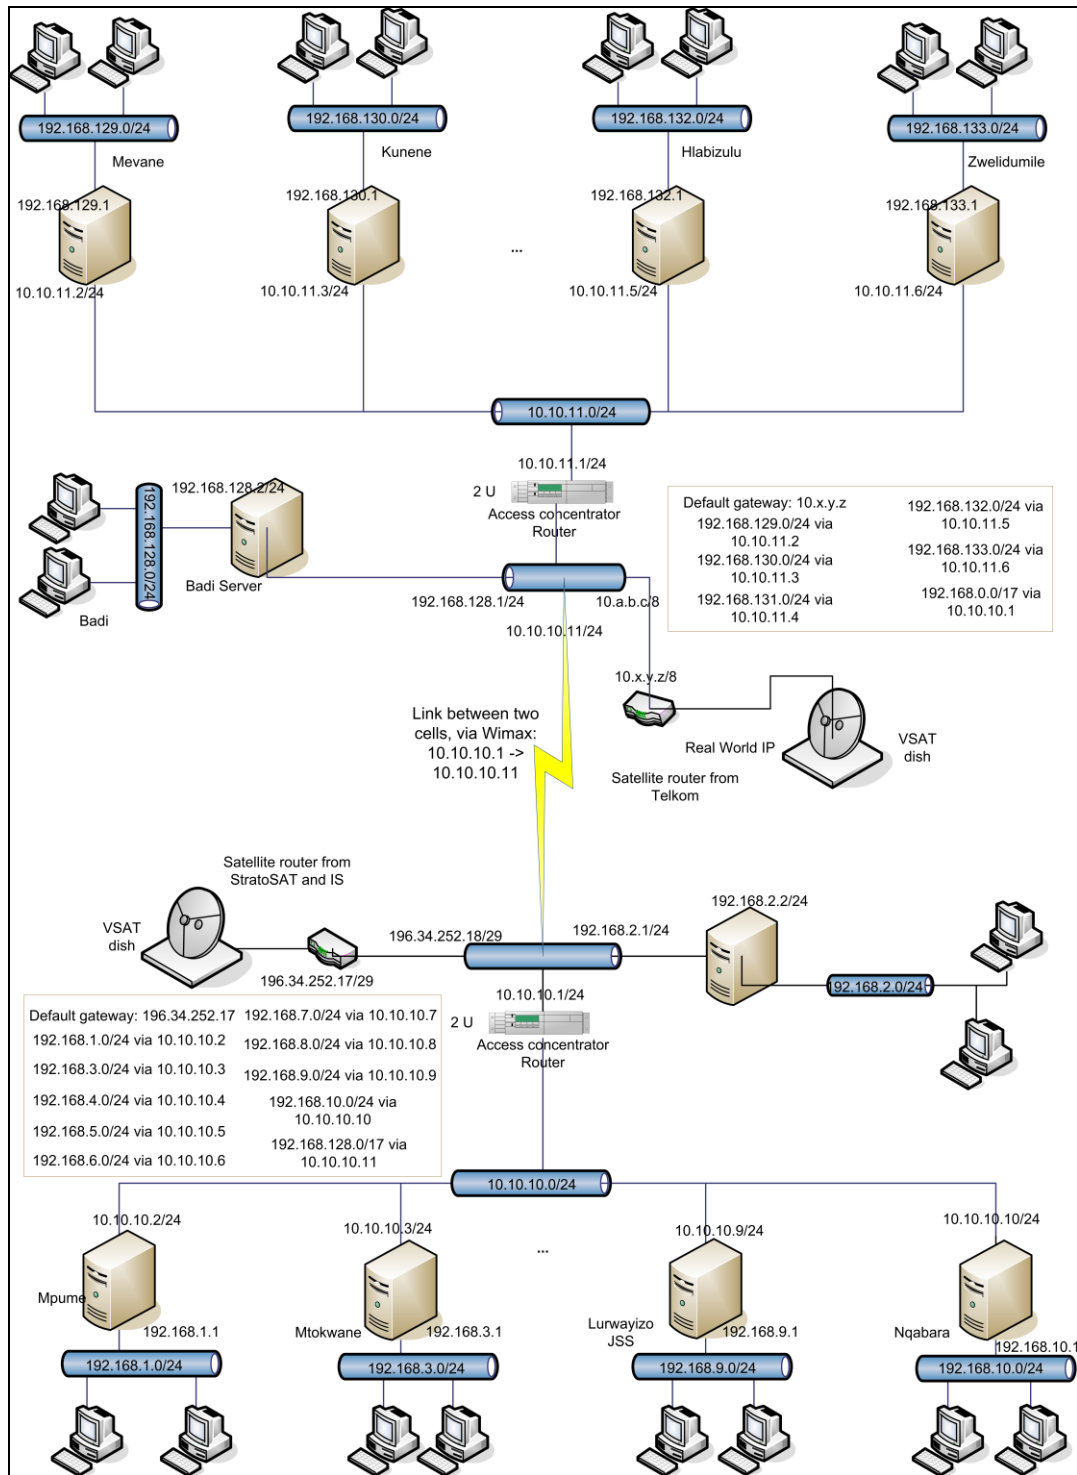 192.168.129.0/24
192.168.130.0/24
192.168.132.0/24
192.168.133.0/24
Mevane
Kunene
Hlabizulu
Zwelidumile
192.168.129.1
192.168.130.1
192.168.132.1
192.168.133.1
...
10.10.11.2/24
10.10.11.3/24
10.10.11.5/24
10.10.11.6/24
10.10.11.0/24
10.10.11.1/24
2 U
Access concentrator
Router
192.168.128.2/24
192.168.128.0/24
Badi Server
Badi
192.168.128.1/24
10.a.b.c/8
10.10.10.11/24
Default gateway: 10.x.y.z
192.168.129.0/24 via
10.10.11.2
192.168.130.0/24 via
10.10.11.3
192.168.131.0/24 via
10.10.11.4
192.168.132.0/24 via
10.10.11.5
192.168.133.0/24 via
10.10.11.6
192.168.0.0/17 via
10.10.10.1
10.x.y.z/8
Link between two
cells, via Wimax:
10.10.10.1 ->
10.10.10.11
Real World IP
VSAT
dish
Satellite router from
Telkom
Satellite router from
StratoSAT and IS
VSAT
dish
196.34.252.18/29
196.34.252.17/29
192.168.2.1/24
192.168.2.2/24
92.168.2.0/24
10.10.10.1/24
2 U
Access concentrator
Router
Default gateway: 196.34.252.17
192.168.1.0/24 via 10.10.10.2
192.168.3.0/24 via 10.10.10.3
192.168.4.0/24 via 10.10.10.4
192.168.5.0/24 via 10.10.10.5
192.168.6.0/24 via 10.10.10.6
192.168.7.0/24 via 10.10.10.7
192.168.8.0/24 via 10.10.10.8
192.168.9.0/24 via 10.10.10.9
192.168.10.0/24 via
10.10.10.10
192.168.128.0/17 via
10.10.10.11
10.10.10.0/24
10.10.10.2/24
10.10.10.3/24
10.10.10.9/24
10.10.10.10/24
...
Mpume
Mtokwane
Lurwayizo
JSS
Nqabara
192.168.1.1
192.168.3.1
192.168.9.1
192.168.10.1
192.168.1.0/24
192.168.3.0/24
192.168.9.0/24
192.168.10.0/24